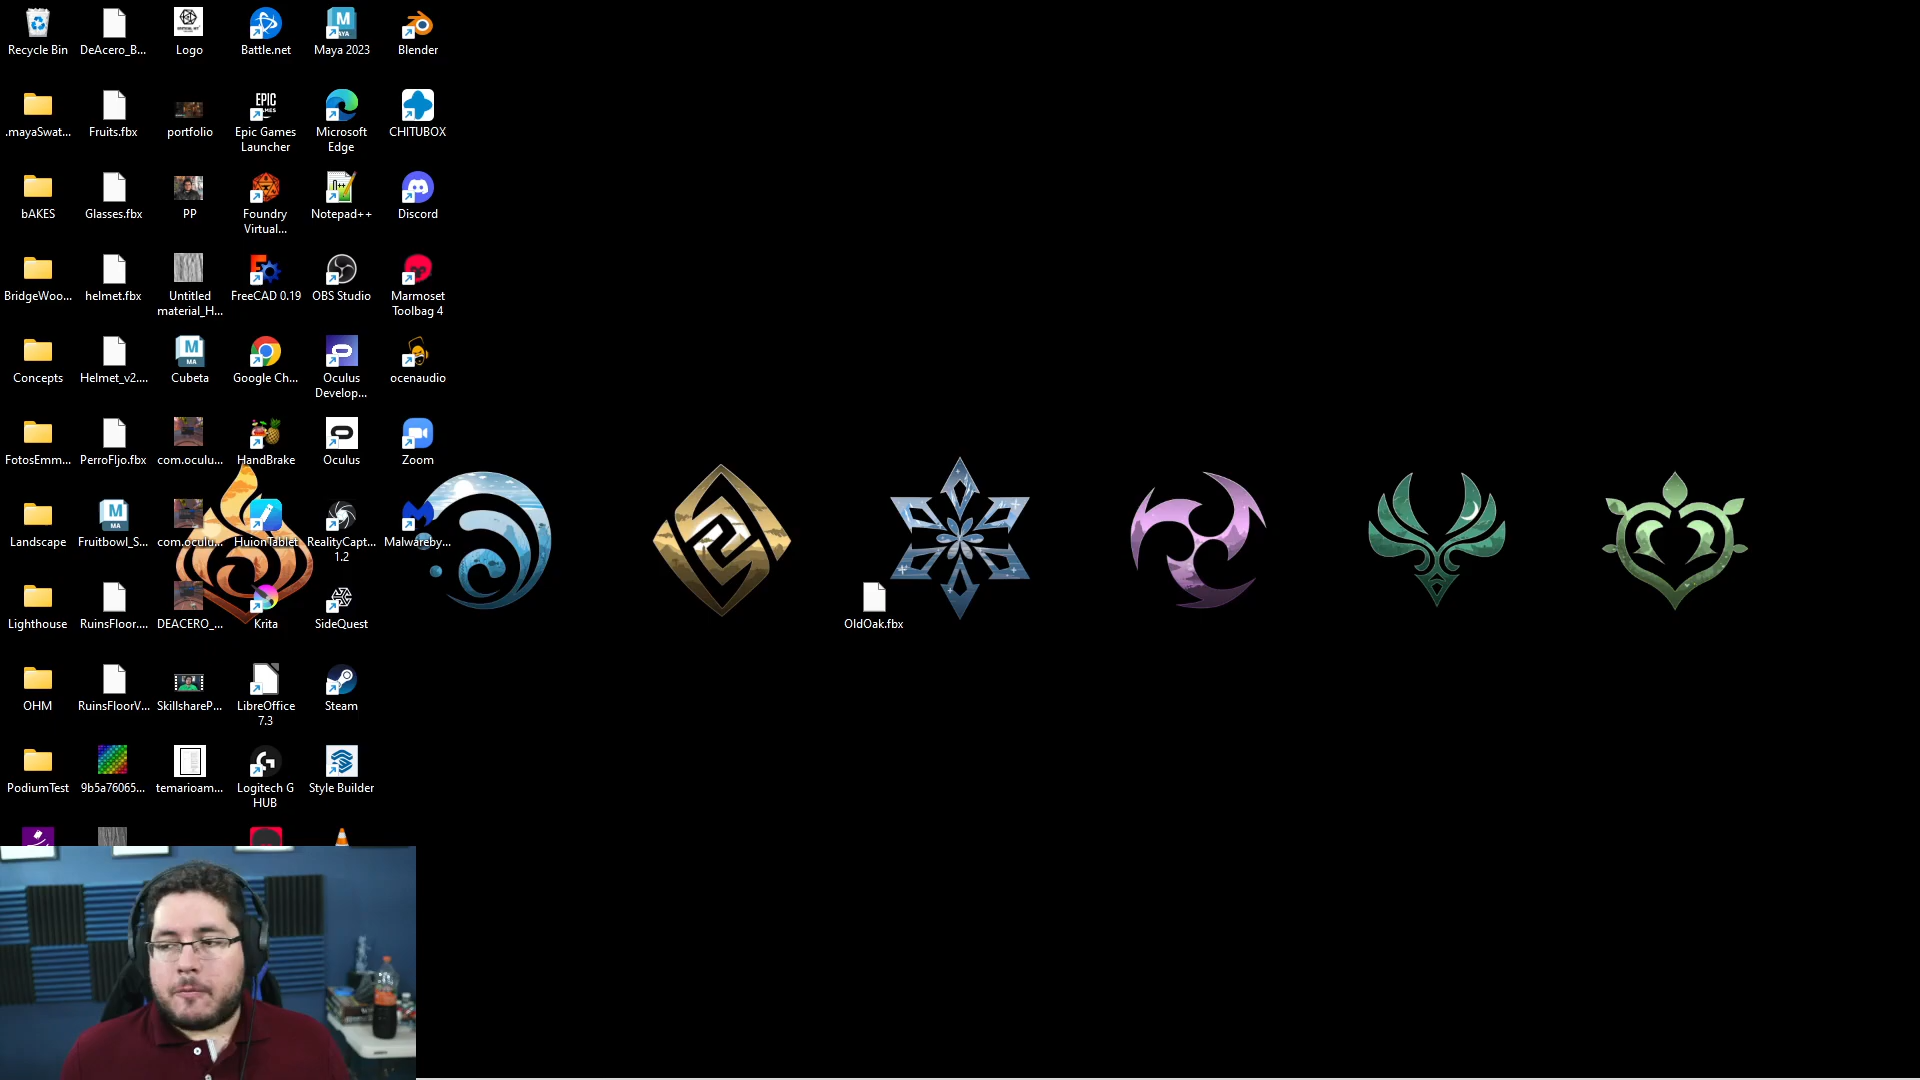 Recycle Bin
DeAcero_B...
Logo
Battle.net
Maya 2023
Blender
.mayaSwat...
Fruits.fbx
portfolio
Epic Games
Launcher
Microsoft
Edge
CHITUBOX
bAKES
Glasses.fbx
PP
Foundry
Virtual...
Notepad++
Discord
BridgeWoo...
helmet.fbx
Untitled
material_H...
FreeCAD 0.19
OBS Studio
Marmoset
Toolbag 4
Concepts
Helmet_v2....
Cubeta
Google Ch...
Oculus
Develop...
ocenaudio
FotosEmm...
PerroFIjo.fbx
com.oculu...
HandBrake
Oculus
Zoom
Landscape
Fruitbowl_S...
com.oculu...
HuionTablet
RealityCapt...
1.2
Malwareby...
Lighthouse
RuinsFloor....
DEACERO_...
Krita
SideQuest
OldOak.fbx
OHM
RuinsFloorV...
SkillshareP...
LibreOffice
7.3
Steam
PodiumTest
9b5a76065...
temarioam...
Logitech G
HUB
Style Builder